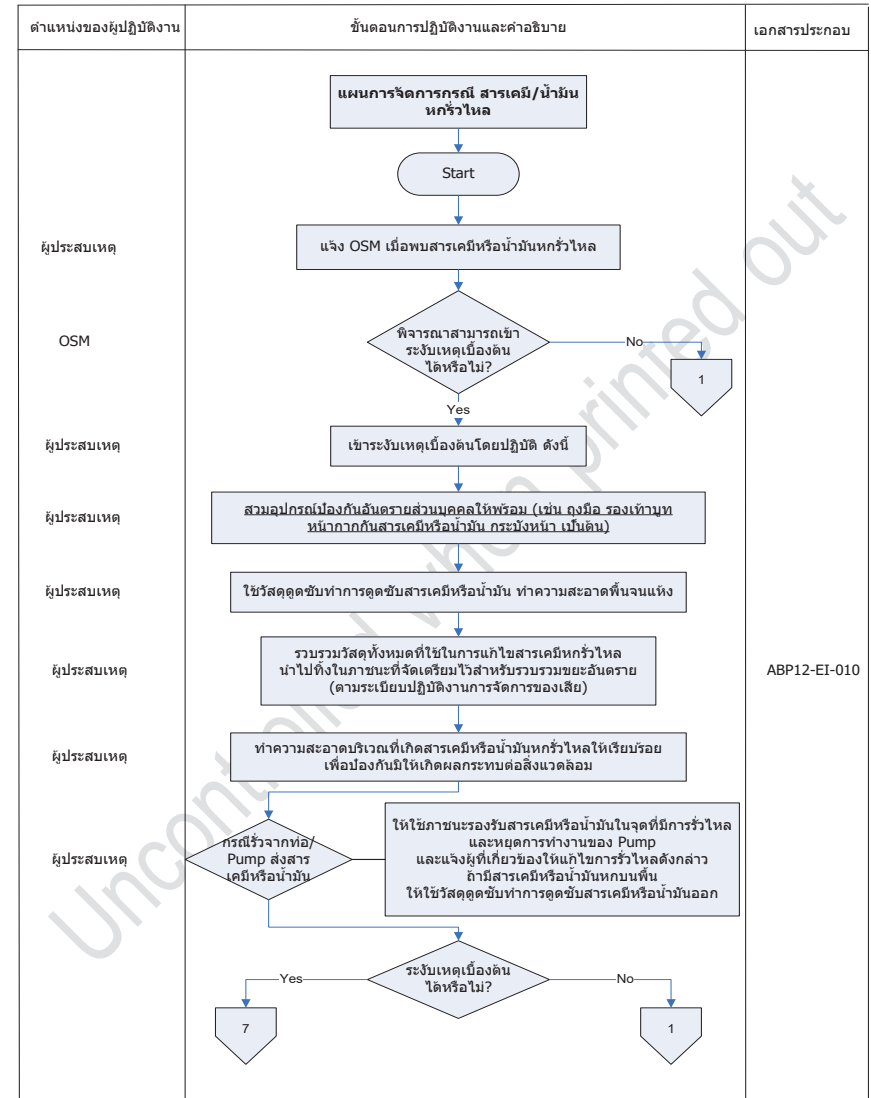 ตำแหน่งของผู้ปฏิบัติงาน
ขั้นตอนการปฏิบัติงานและคำอธิบาย
เอกสารประกอบ
แผนการจัดการกรณี สารเคมี/น้ำมัน
หกรั่วไหล
Start
ผู้ประสบเหตุ
แจ้ง OSM เมื่อพบสารเคมีหรือน้ำมันหกรั่วไหล
OSM
พิจารณาสามารถเข้า
ระงับเหตุเบื้องต้น
ได้หรือไม่?
No
1
Yes
ผู้ประสบเหตุ
เข้าระงับเหตุเบื้องต้นโดยปฏิบัติ ดังนี้
ผู้ประสบเหตุ
สวมอุปกรณ์ป้องกันอันตรายส่วนบุคคลให้พร้อม (เช่น ถุงมือ รองเท้าบูท
หน้ากากกันสารเคมีหรือน้ำมัน กระบังหน้า เป็นต้น)
ผู้ประสบเหตุ
ใช้วัสดุดูดซับทำการดูดซับสารเคมีหรือน้ำมัน ทำความสะอาดพื้นจนแห้ง
ผู้ประสบเหตุ
รวบรวมวัสดุทั้งหมดที่ใช้ในการแก้ไขสารเคมีหกรั่วไหล
นำไปทิ้งในภาชนะที่จัดเตรียมไว้สำหรับรวบรวมขยะอันตราย
(ตามระเบียบปฏิบัติงานการจัดการของเสีย)
ABP12-EI-010
ผู้ประสบเหตุ
ทำความสะอาดบริเวณที่เกิดสารเคมีหรือน้ำมันหกรั่วไหลให้เรียบร้อย
เพื่อป้องกันมิให้เกิดผลกระทบต่อสิ่งแวดล้อม
ผู้ประสบเหตุ
กรณีรั่วจากท่อ/
Pump ส่งสาร
เคมีหรือน้ำมัน
ให้ใช้ภาชนะรองรับสารเคมีหรือน้ำมันในจุดที่มีการรั่วไหล
และหยุดการทำงานของ Pump
และแจ้งผู้ที่เกี่ยวข้องให้แก้ไขการรั่วไหลดังกล่าว
ถ้ามีสารเคมีหรือน้ำมันหกบนพื้น
ให้ใช้วัสดุดูดซับทำการดูดซับสารเคมีหรือน้ำมันออก
ระงับเหตุเบื้องต้น
ได้หรือไม่?
Yes
No
7
1
Uncontrolled when printed out